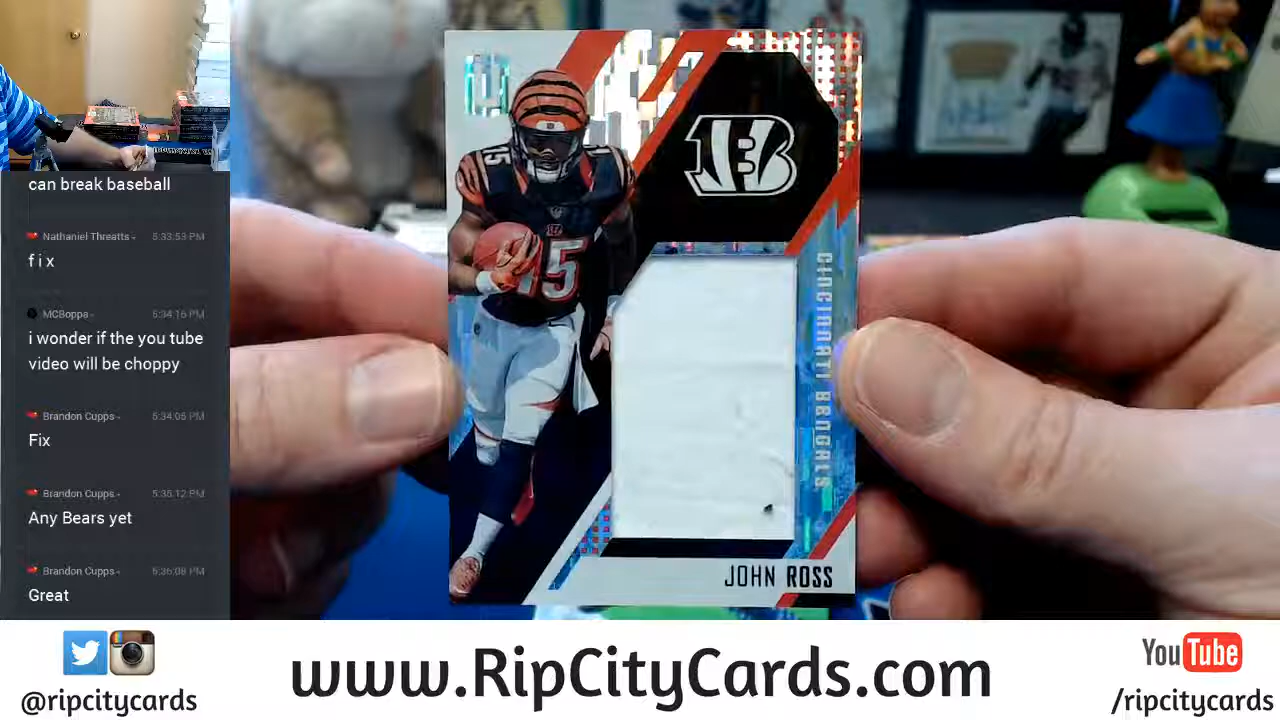 can break baseball
Nathaniel Threatts
5:33:53 PM
f i x
MCBopps
5:34:16 PM
i wonder if the you tube
video will be choppy
Brandon Cupps
5:34:05 PM
Fix
Brandon Cupps
5:35:12 PM
Any Bears yet
Brandon Cupps
5:36:08 PM
Great
15
15
B
CINCINNATI BENGALS
JOHN ROSS
@ripcitycards
www.RipCityCards.com
YouTube
/ripcitycards